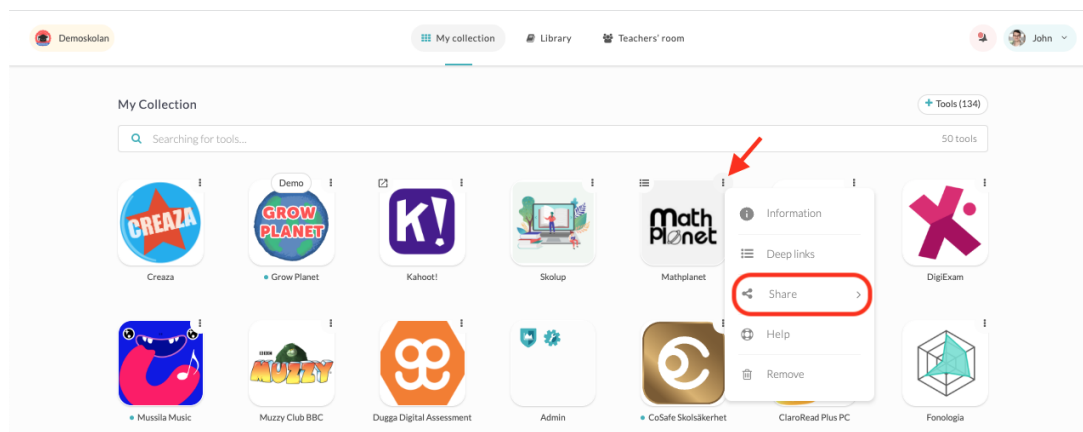 Demoskolan
My collection
Library
Teachers' room
John
My Collection
+ Tools (134)
Searching for tools...
50 tools
CREAZA
Creaza
Demo
GROW
PLANET
Grow Planet
K!
Kahoot!
Skolup
Math
Planet
Mathplanet
Information
Deep links
Share
Help
Remove
DigiExam
Mussila Music
BBC
MUZZY
Muzzy Club BBC
Dugga Digital Assessment
Admin
CoSafe Skolsäkerhet
ClaroRead Plus PC
Fonologia